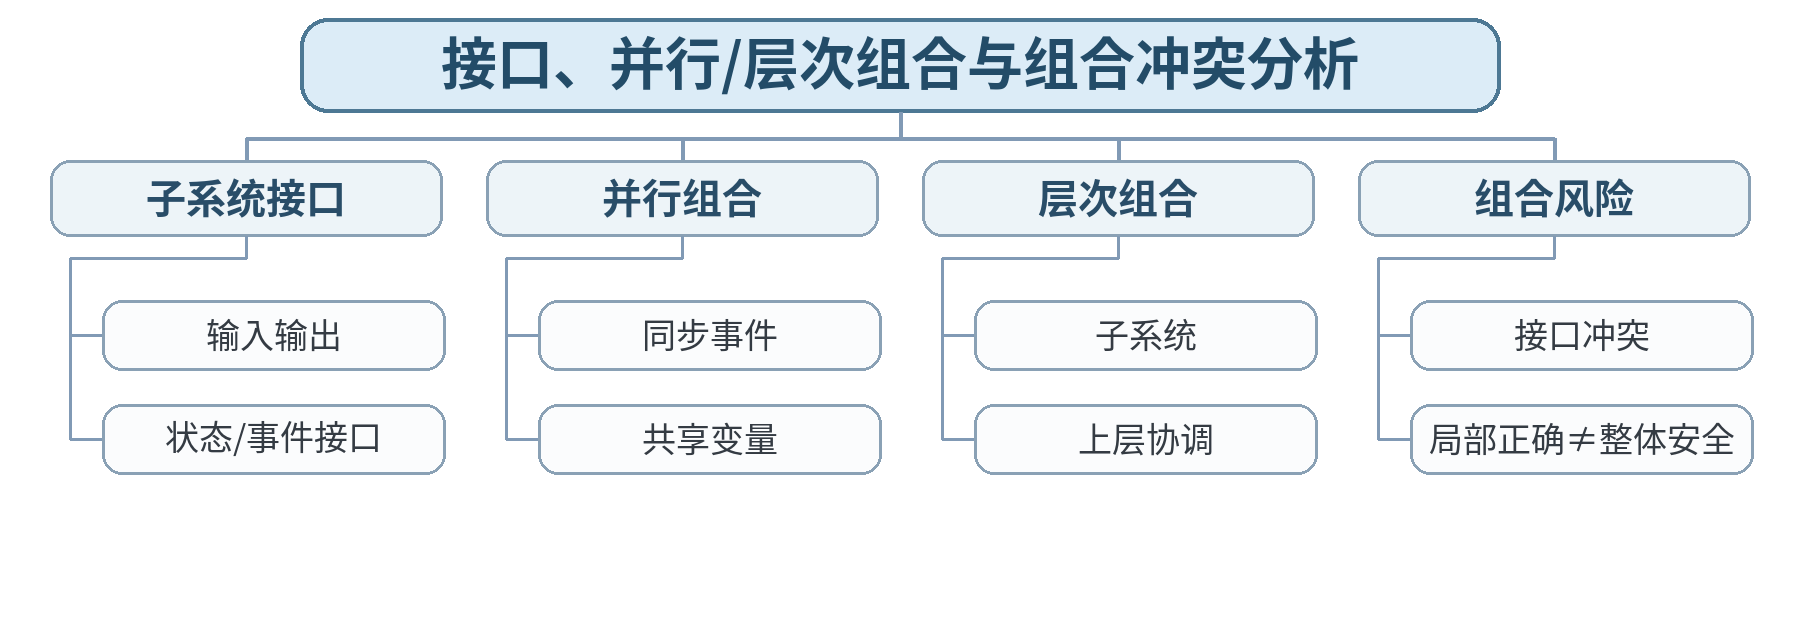 接口、并行/层次组合与组合冲突分析
子系统接口
输入输出
状态/事件接口
并行组合
同步事件
共享变量
层次组合
子系统
上层协调
组合风险
接口冲突
局部正确≠整体安全